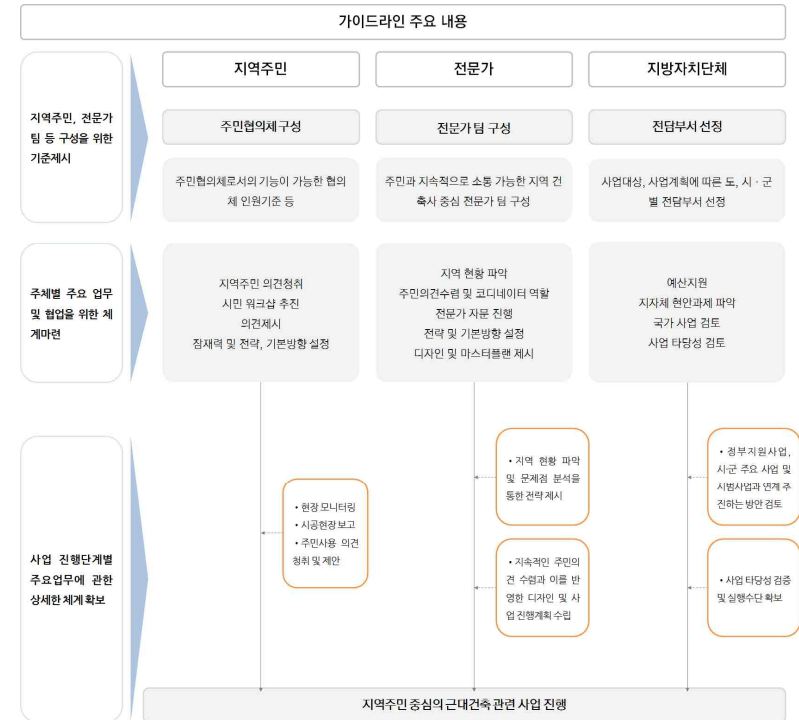 가이드라인 주요 내용
지역주민, 전문가
팀 등 구성을 위한
기준제시
지역주민
전문가
지방자치단체
주민협의체 구성
전문가 팀 구성
전담부서 선정
주민협의체로서의 기능이 가능한 협의
체 인원기준 등
주민과 지속적으로 소통 가능한 지역 건
축사 중심 전문가 팀 구성
사업대상, 사업계획에 따른 도, 시 · 군
별 전담부서 선정
주체별 주요 업무
및 협업을 위한 체
계마련
지역주민 의견청취
시민 워크샵 추진
의견제시
잠재력 및 전략, 기본방향 설정
지역 현황 파악
주민의견수렴 및 코디네이터 역할
전문가 자문 진행
전략 및 기본방향 설정
디자인 및 마스터플랜 제시
예산지원
지자체 현안과제 파악
국가 사업 검토
사업 타당성 검토
사업 진행단계별
주요업무에 관한
상세한 체계 확보
• 현장 모니터링
• 시공현장 보고
• 주민사용 의견
청취 및 제안
• 지역 현황 파악
및 문제점 분석을
통한 전략 제시
• 지속적인 주민의
견 수렴과 이를 반
영한 디자인 및 사
업 진행계획 수립
• 정부지원사업,
시·군 주요 사업 및
시범사업과 연계 추
진하는 방안 검토
• 사업 타당성 검증
및 실행수단 확보
지역주민 중심의 근대건축 관련 사업 진행